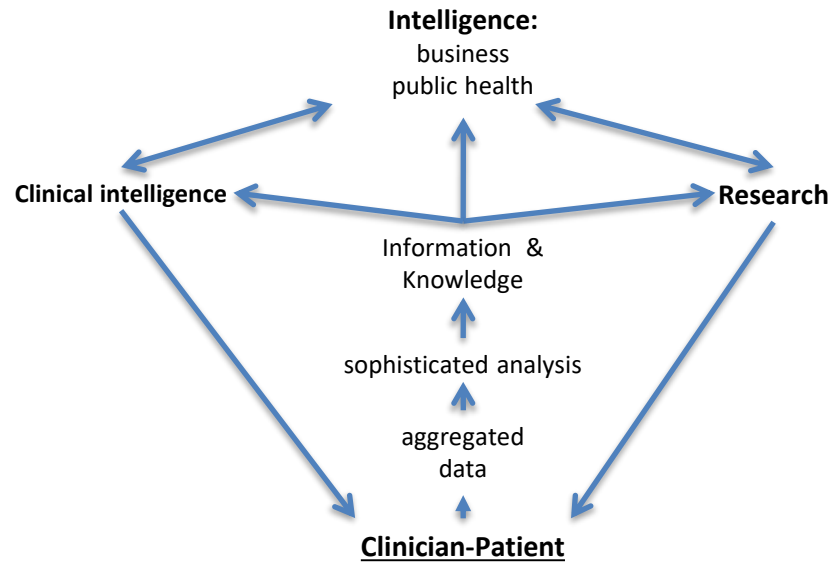 Intelligence:
business
public health
Clinical intelligence
Research
Information &
Knowledge
sophisticated analysis
aggregated
data
Clinician-Patient